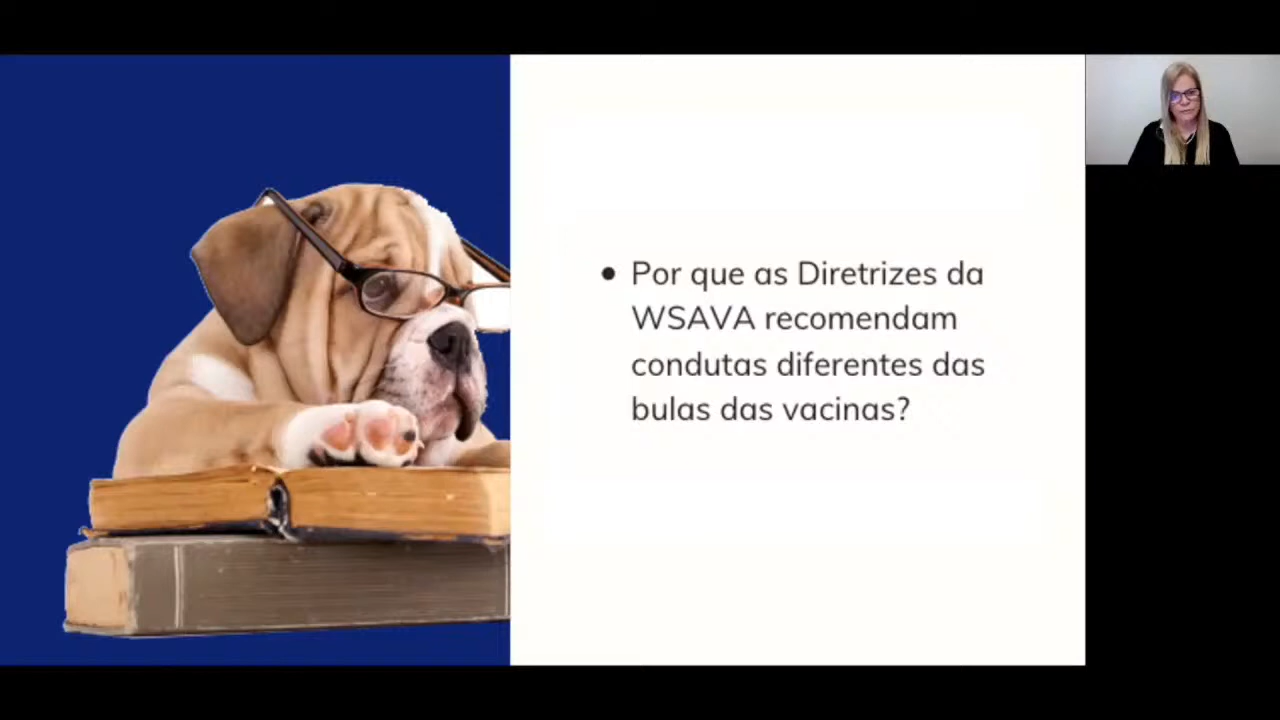 Por que as Diretrizes da
WSAVA recomendam
condutas diferentes das
bulas das vacinas?